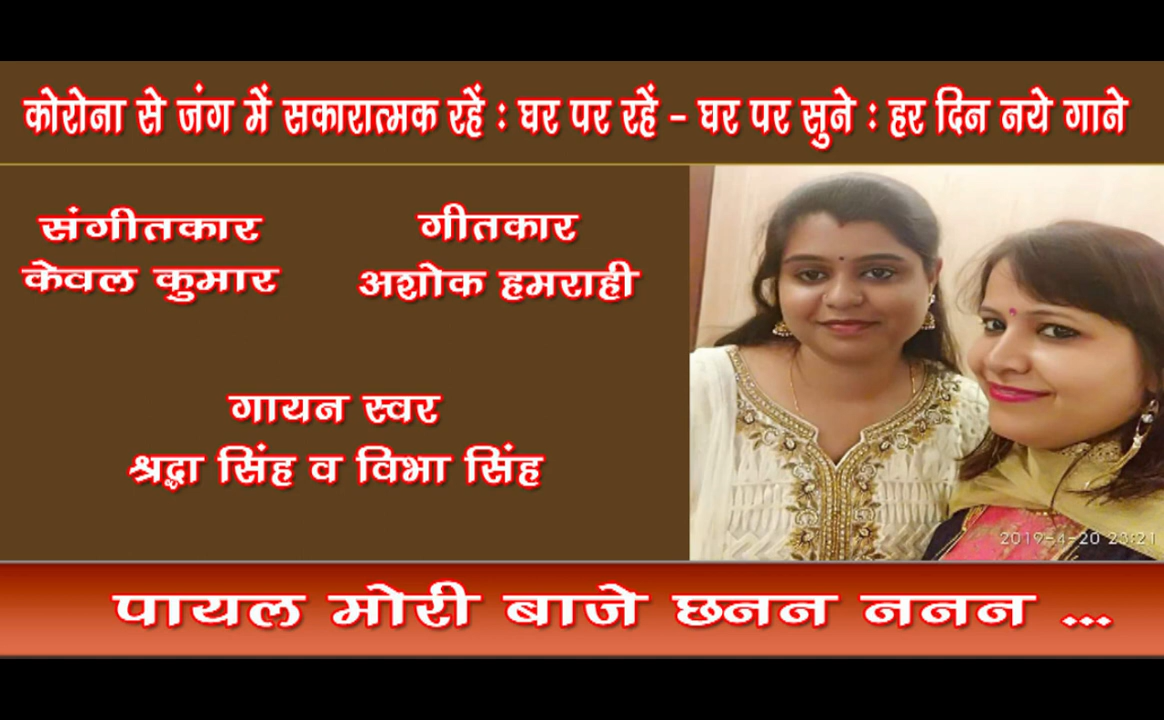 कोरोना से जंग में सकारात्मक रहें : घर पर रहें - घर पर सुने : हर दिन नये गाने
संगीतकार
केवल कुमार
गीतकार
अशोक हमराही
गायन स्वर
श्रद्धा सिंह व विभा सिंह
2019-4-20 23:21
पायल मोरी बाजे छनन ननन ...